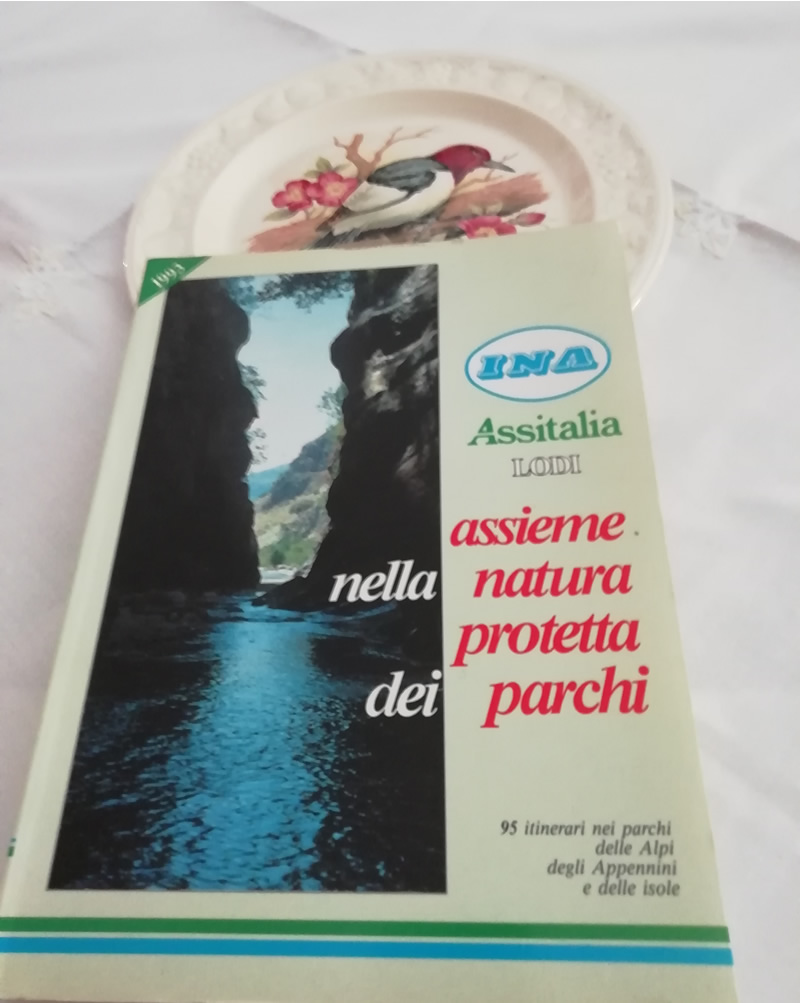 1993
INA
Assitalia
LODI
assieme
nella natura
protetta
dei parchi
95 itinerari nei parchi
delle Alpi
degli Appennini
e delle isole